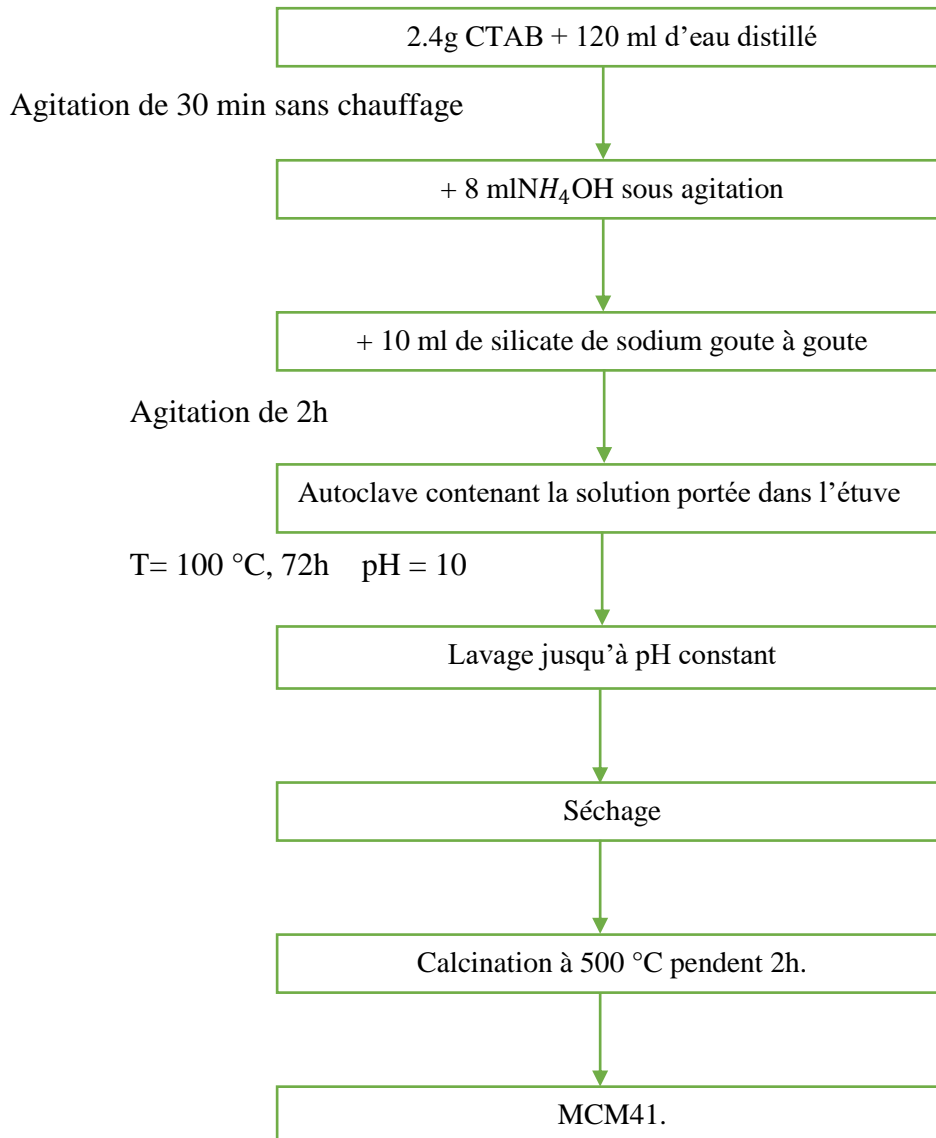 2.4g CTAB + 120 ml d’eau distillé
Agitation de 30 min sans chauffage
+ 8 mlNH₄OH sous agitation
+ 10 ml de silicate de sodium goute à goute
Agitation de 2h
Autoclave contenant la solution portée dans l’étuve
T= 100 °C, 72h pH = 10
Lavage jusqu’à pH constant
Séchage
Calcination à 500 °C pendent 2h.
MCM41.